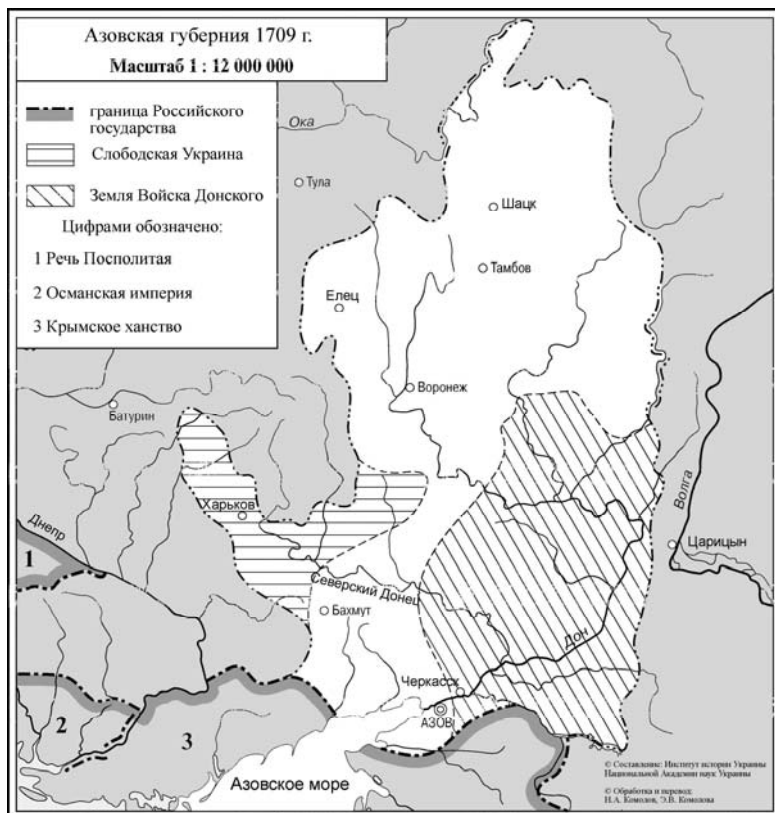 Азовская губерния 1709 г.
Масштаб 1 : 12 000 000
граница Российского
государства
Слободская Украина
Земля Войска Донского
Цифрами обозначено:
1 Речь Посполитая
2 Османская империя
3 Крымское ханство
Ока
Тула
Шацк
Тамбов
Елец
Воронеж
Батурин
Харьков
Днепр
Волга
Царицын
1
Северский Донец
Бахмут
Дон
Черкасск
АЗОВ
2
3
Азовское море
© Составление: Институт истории Украины
Национальной Академии наук Украины
© Обработка и перевод:
Н.А. Комолов, Э.В. Комолова